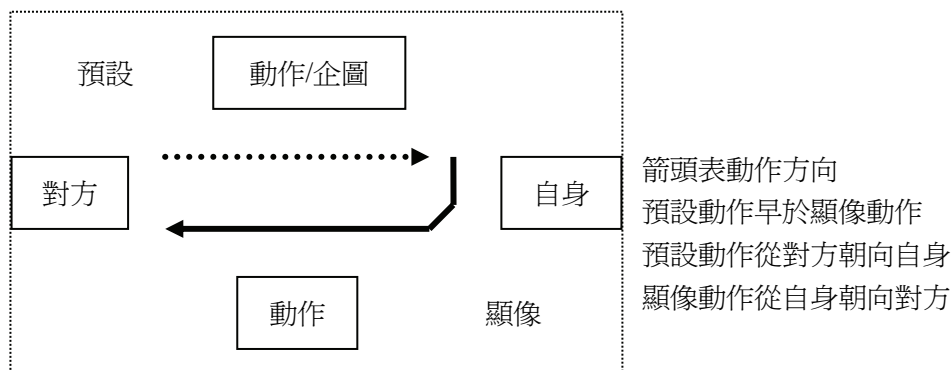 預設
動作/企圖
對方
自身
動作
顯像
箭頭表動作方向
預設動作早於顯像動作
預設動作從對方朝向自身
顯像動作從自身朝向對方